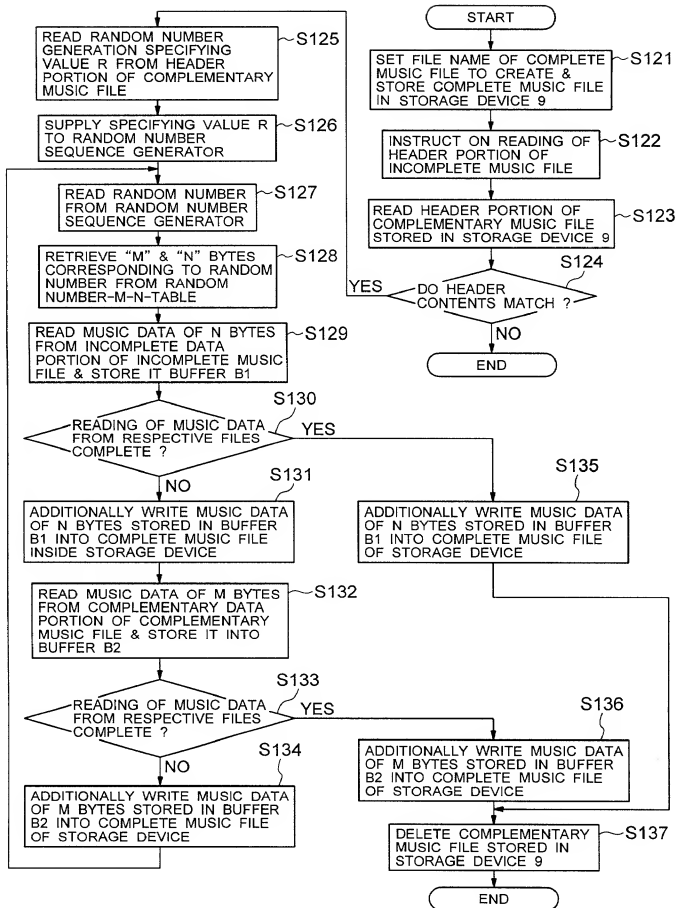 START
SET FILE NAME OF COMPLETE
MUSIC FILE TO CREATE &
STORE COMPLETE MUSIC FILE
IN STORAGE DEVICE 9
S121
INSTRUCT ON READING OF
HEADER PORTION OF
INCOMPLETE MUSIC FILE
S122
READ HEADER PORTION OF
COMPLEMENTARY MUSIC FILE
STORED IN STORAGE DEVICE 9
S123
S124
DO HEADER
CONTENTS MATCH ?
YES
NO
END
READ RANDOM NUMBER
GENERATION SPECIFYING
VALUE R FROM HEADER
PORTION OF COMPLEMENTARY
MUSIC FILE
S125
SUPPLY SPECIFYING VALUE R
TO RANDOM NUMBER
SEQUENCE GENERATOR
S126
READ RANDOM NUMBER
FROM RANDOM NUMBER
SEQUENCE GENERATOR
S127
RETRIEVE "M" & "N" BYTES
CORRESPONDING TO RANDOM
NUMBER FROM RANDOM
NUMBER-M-N-TABLE
S128
READ MUSIC DATA OF N BYTES
FROM INCOMPLETE DATA
PORTION OF INCOMPLETE MUSIC
FILE & STORE IT BUFFER B1
S129
S130
READING OF MUSIC DATA
FROM RESPECTIVE FILES
COMPLETE ?
YES
NO
S131
ADDITIONALLY WRITE MUSIC DATA
OF N BYTES STORED IN BUFFER
B1 INTO COMPLETE MUSIC FILE
INSIDE STORAGE DEVICE
READ MUSIC DATA OF M BYTES
FROM COMPLEMENTARY DATA
PORTION OF COMPLEMENTARY
MUSIC FILE & STORE IT INTO
BUFFER B2
S132
S133
READING OF MUSIC DATA
FROM RESPECTIVE FILES
COMPLETE ?
YES
NO
S134
ADDITIONALLY WRITE MUSIC DATA
OF M BYTES STORED IN BUFFER
B2 INTO COMPLETE MUSIC FILE
OF STORAGE DEVICE
S135
ADDITIONALLY WRITE MUSIC DATA
OF N BYTES STORED IN BUFFER
B1 INTO COMPLETE MUSIC FILE
OF STORAGE DEVICE
S136
ADDITIONALLY WRITE MUSIC DATA
OF M BYTES STORED IN BUFFER
B2 INTO COMPLETE MUSIC FILE
OF STORAGE DEVICE
DELETE COMPLEMENTARY
MUSIC FILE STORED IN
STORAGE DEVICE 9
S137
END